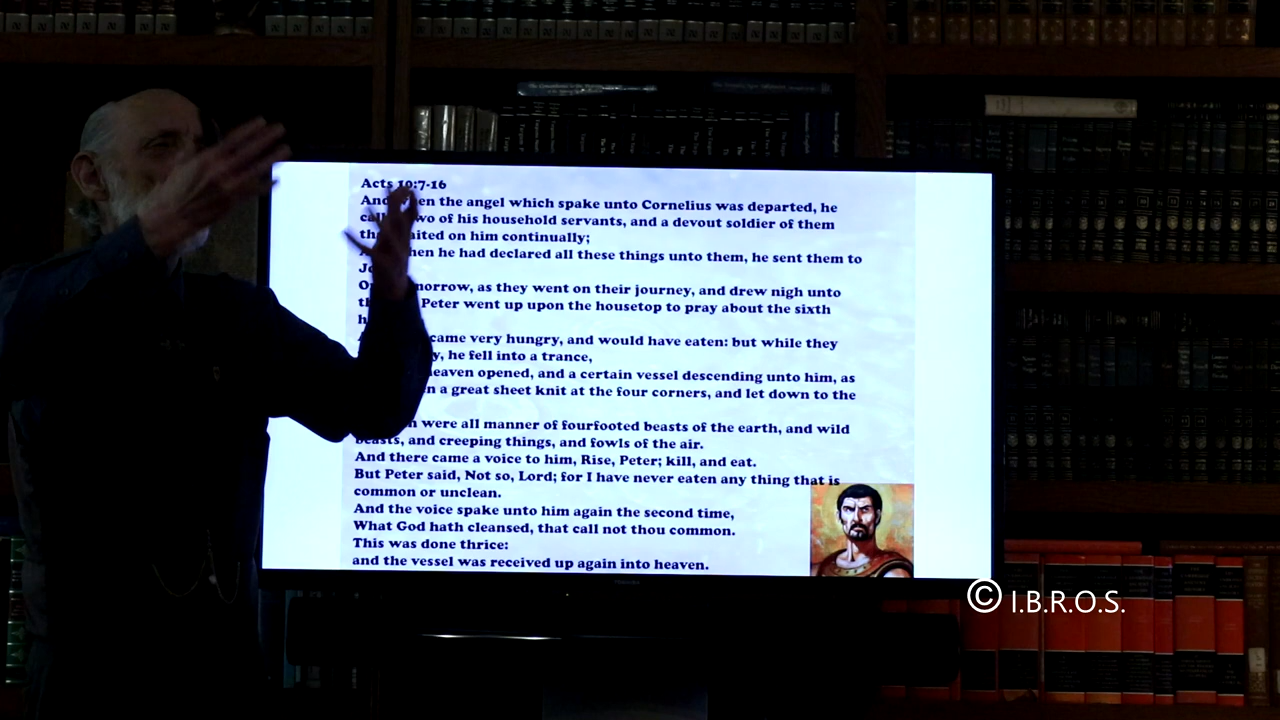 Acts 10:7-16
And when the angel which spake unto Cornelius was departed, he
two of his household servants, and a devout soldier of them
waited on him continually;
when he had declared all these things unto them, he sent them to
morrow, as they went on their journey, and drew nigh unto
Peter went up upon the housetop to pray about the sixth
very hungry, and would have eaten: but while they
he fell into a trance,
heaven opened, and a certain vessel descending unto him, as
a great sheet knit at the four corners, and let down to the
were all manner of fourfooted beasts of the earth, and wild
beasts, and creeping things, and fowls of the air.
And there came a voice to him, Rise, Peter; kill, and eat.
But Peter said, Not so, Lord; for I have never eaten any thing that is
common or unclean.
And the voice spake unto him again the second time,
What God hath cleansed, that call not thou common.
This was done thrice:
and the vessel was received up again into heaven.
TOSHIBA
© I.B.R.O.S.